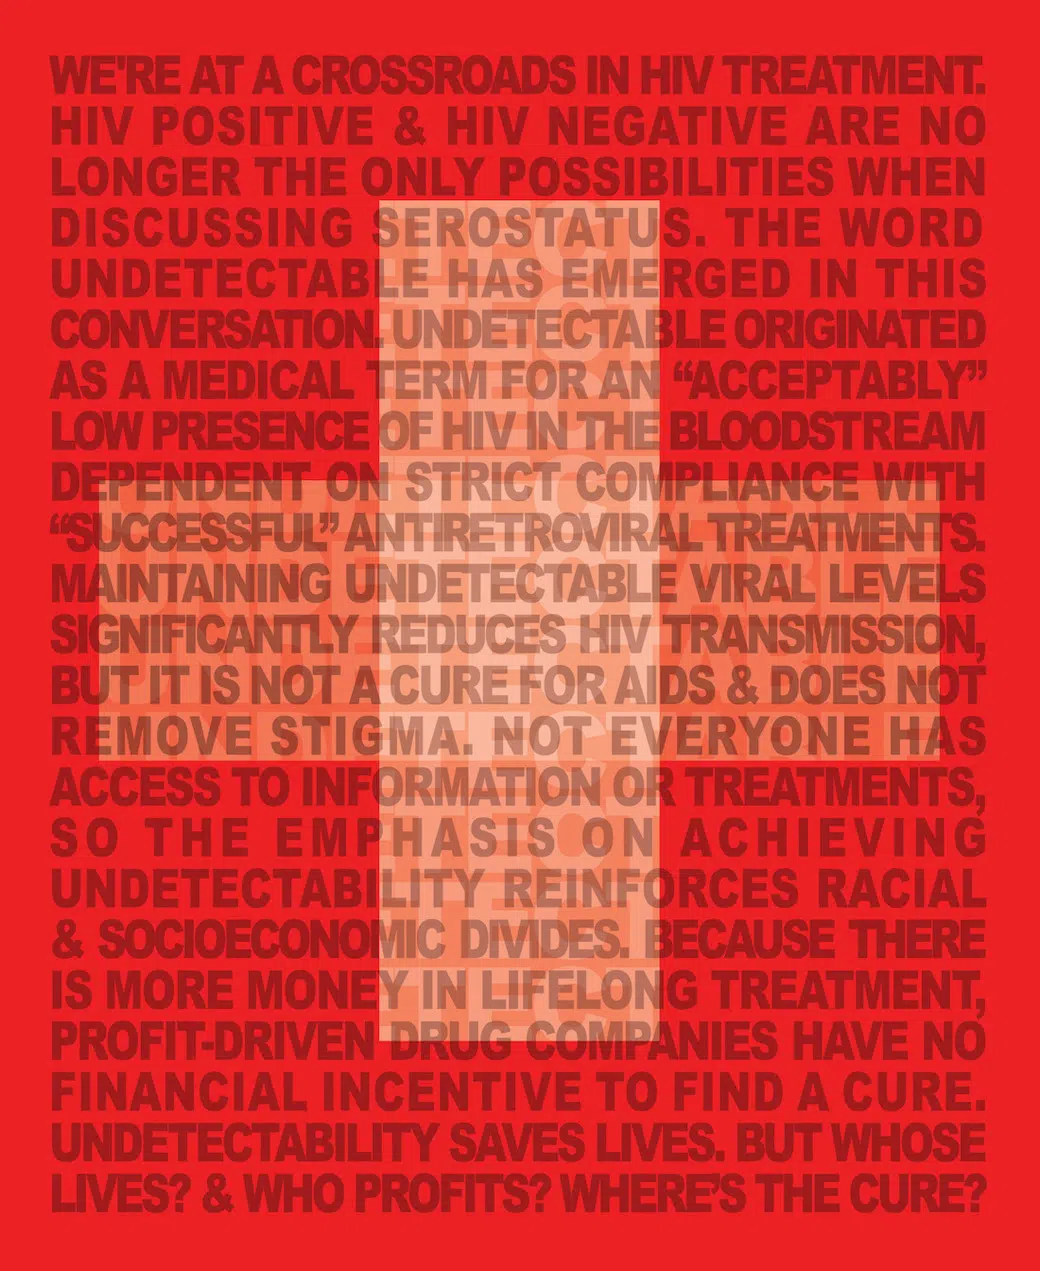 WE'RE AT A CROSSROADS IN HIV TREATMENT.
HIV POSITIVE & HIV NEGATIVE ARE NO
LONGER THE ONLY POSSIBILITIES WHEN
DISCUSSING SEROSTATUS. THE WORD
UNDETECTABLE HAS EMERGED IN THIS
CONVERSATION. UNDETECTABLE ORIGINATED
AS A MEDICAL TERM FOR AN “ACCEPTABLY”
LOW PRESENCE OF HIV IN THE BLOODSTREAM
DEPENDENT ON STRICT COMPLIANCE WITH
“SUCCESSFUL” ANTIRETROVIRAL TREATMENTS.
MAINTAINING UNDETECTABLE VIRAL LEVELS
SIGNIFICANTLY REDUCES HIV TRANSMISSION,
BUT IT IS NOT A CURE FOR AIDS & DOES NOT
REMOVE STIGMA. NOT EVERYONE HAS
ACCESS TO INFORMATION OR TREATMENTS,
SO THE EMPHASIS ON ACHIEVING
UNDETECTABILITY REINFORCES RACIAL
& SOCIOECONOMIC DIVIDES. BECAUSE THERE
IS MORE MONEY IN LIFELONG TREATMENT,
PROFIT-DRIVEN DRUG COMPANIES HAVE NO
FINANCIAL INCENTIVE TO FIND A CURE.
UNDETECTABILITY SAVES LIVES. BUT WHOSE
LIVES? & WHO PROFITS? WHERE’S THE CURE?